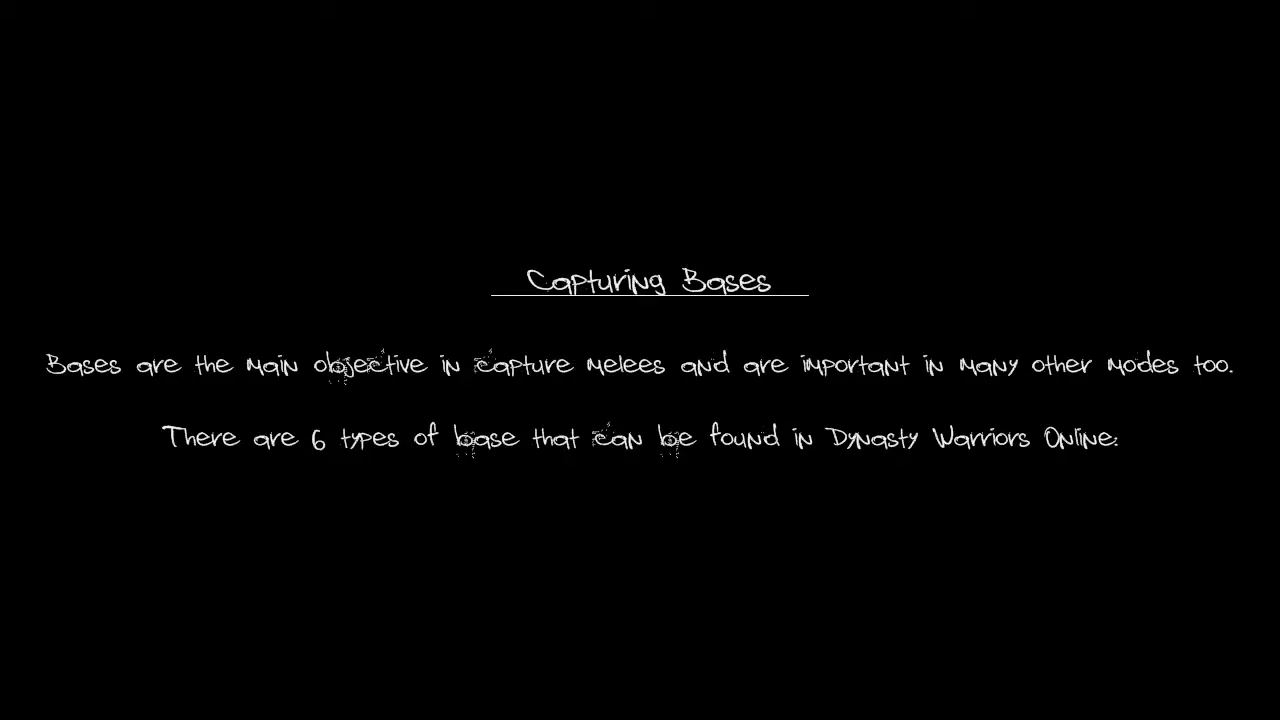 Capturing Bases
Bases are the main objective in capture melees and are important in many other modes too.
There are 6 types of base that can be found in Dynasty Warriors Online: